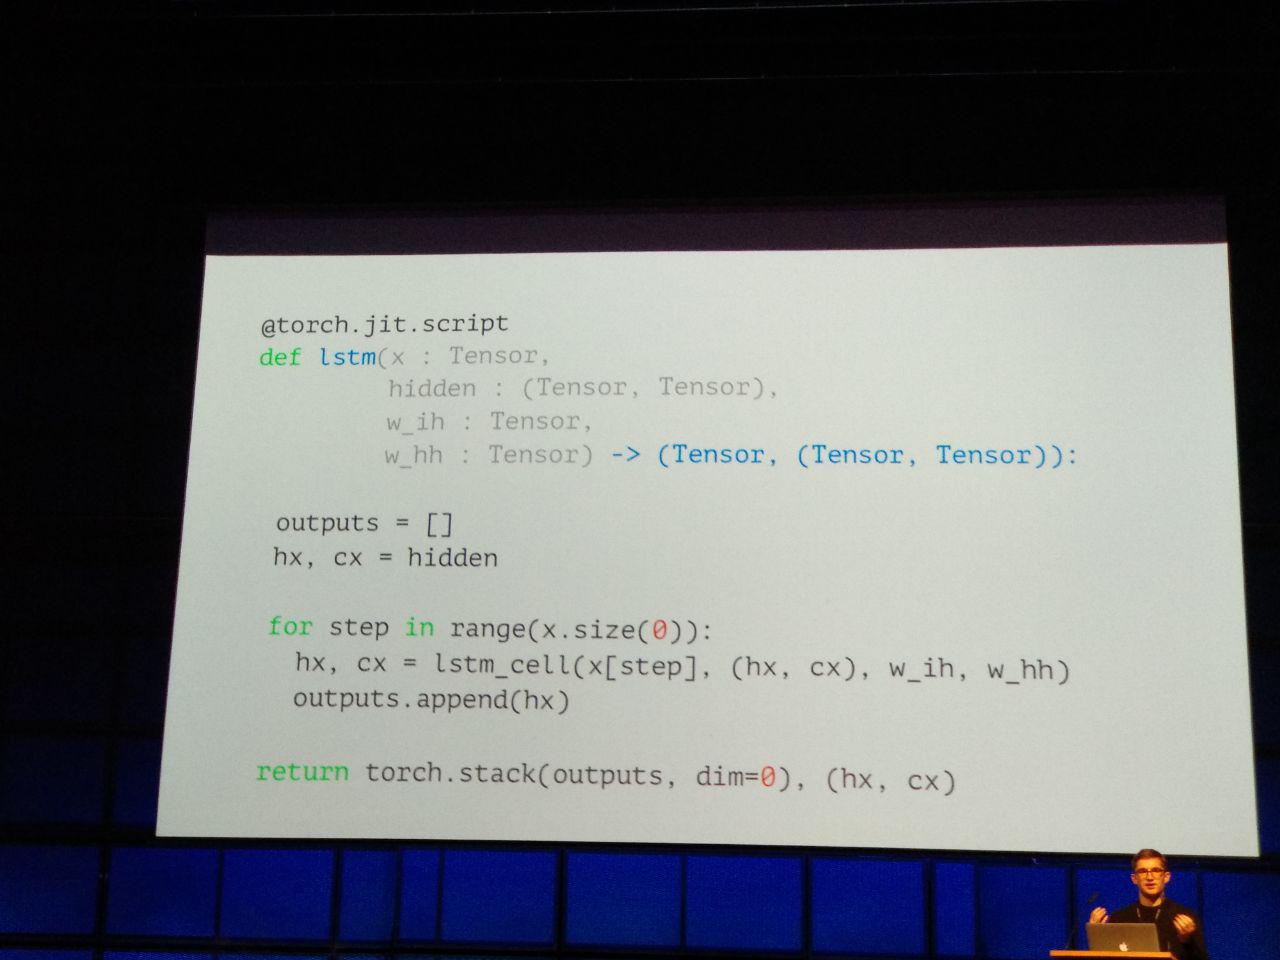 @torch.jit.script
def lstm(x : Tensor,
hidden : (Tensor, Tensor),
w_ih : Tensor,
w_hh : Tensor) -> (Tensor, (Tensor, Tensor)):
outputs = []
hx, cx = hidden
for step in range(x.size(0)):
hx, cx = lstm_cell(x[step], (hx, cx), w_ih, w_hh)
outputs.append(hx)
return torch.stack(outputs, dim=0), (hx, cx)